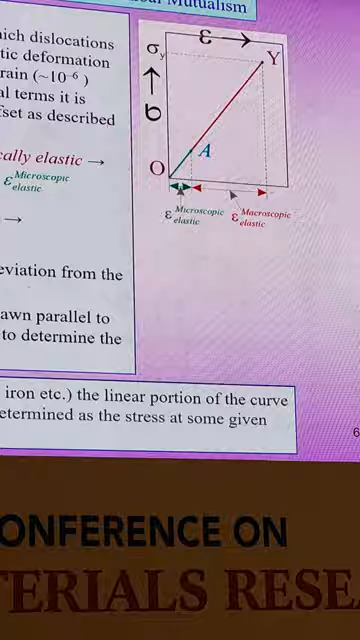 Mutualism
ich dislocations
tic deformation
rain (~10⁻⁶ )
al terms it is
fset as described
cally elastic →
ε Microscopic
elastic
→
eviation from the
awn parallel to
to determine the
ε →
σy
Y
σ →
A
O
ε Microscopic
elastic
ε Macroscopic
elastic
iron etc.) the linear portion of the curve
etermined as the stress at some given
6
ONFERENCE ON
TERIALS RESE